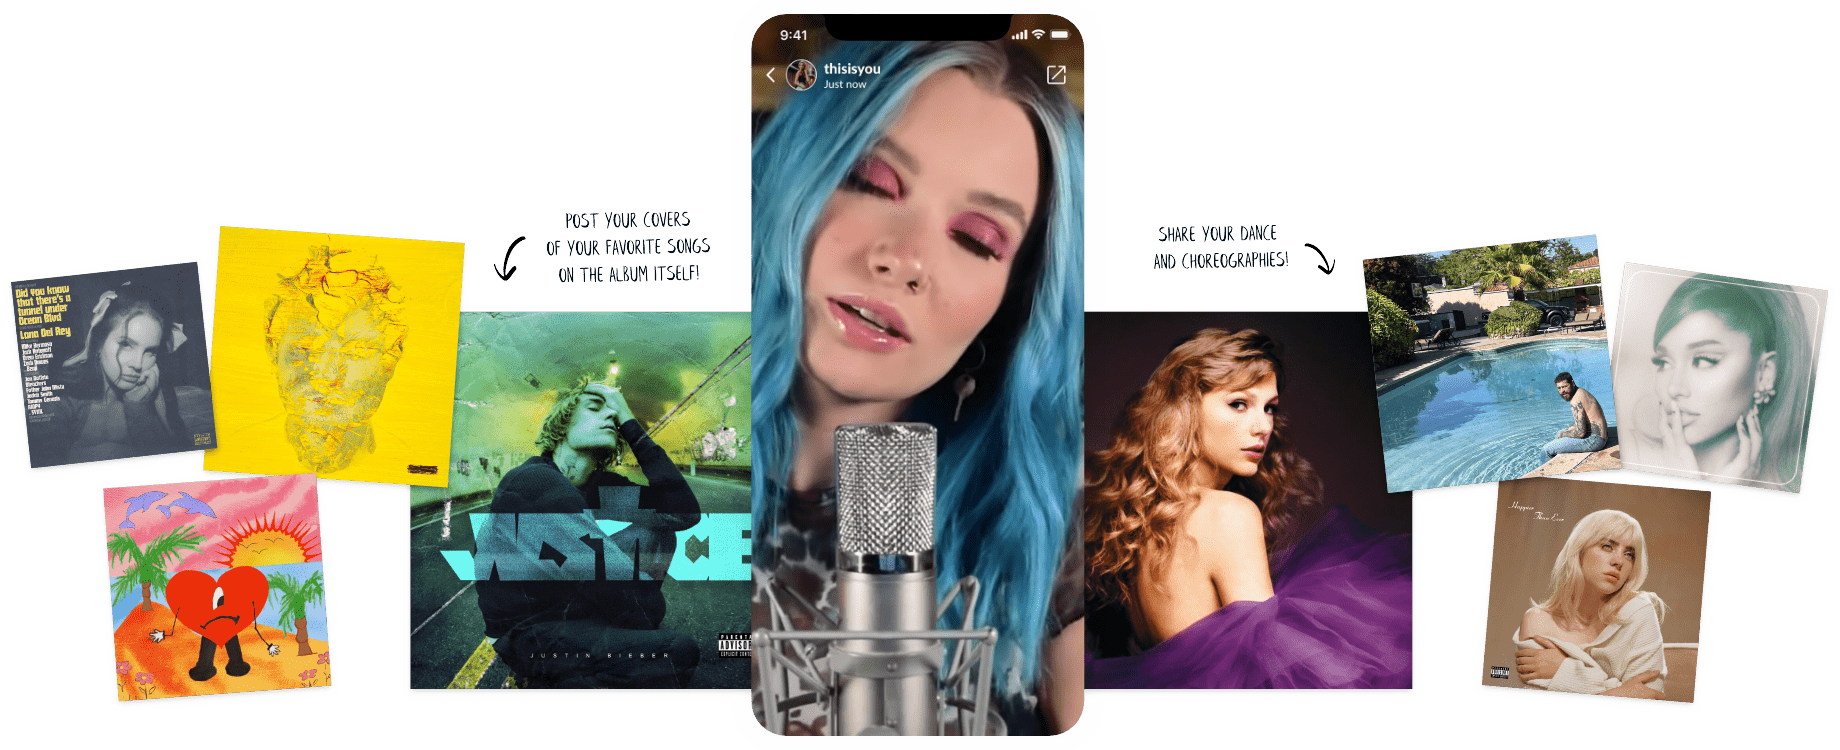 9:41
thisisyou
Just now
POST YOUR COVERS
OF YOUR FAVORITE SONGS
ON THE ALBUM ITSELF!
SHARE YOUR DANCE
AND CHOREOGRAPHIES!
Did you know
that there's a
tunnel under
Ocean Blvd
Lana Del Rey
JUSTICE
JUSTIN BIEBER
Happier
Than Ever